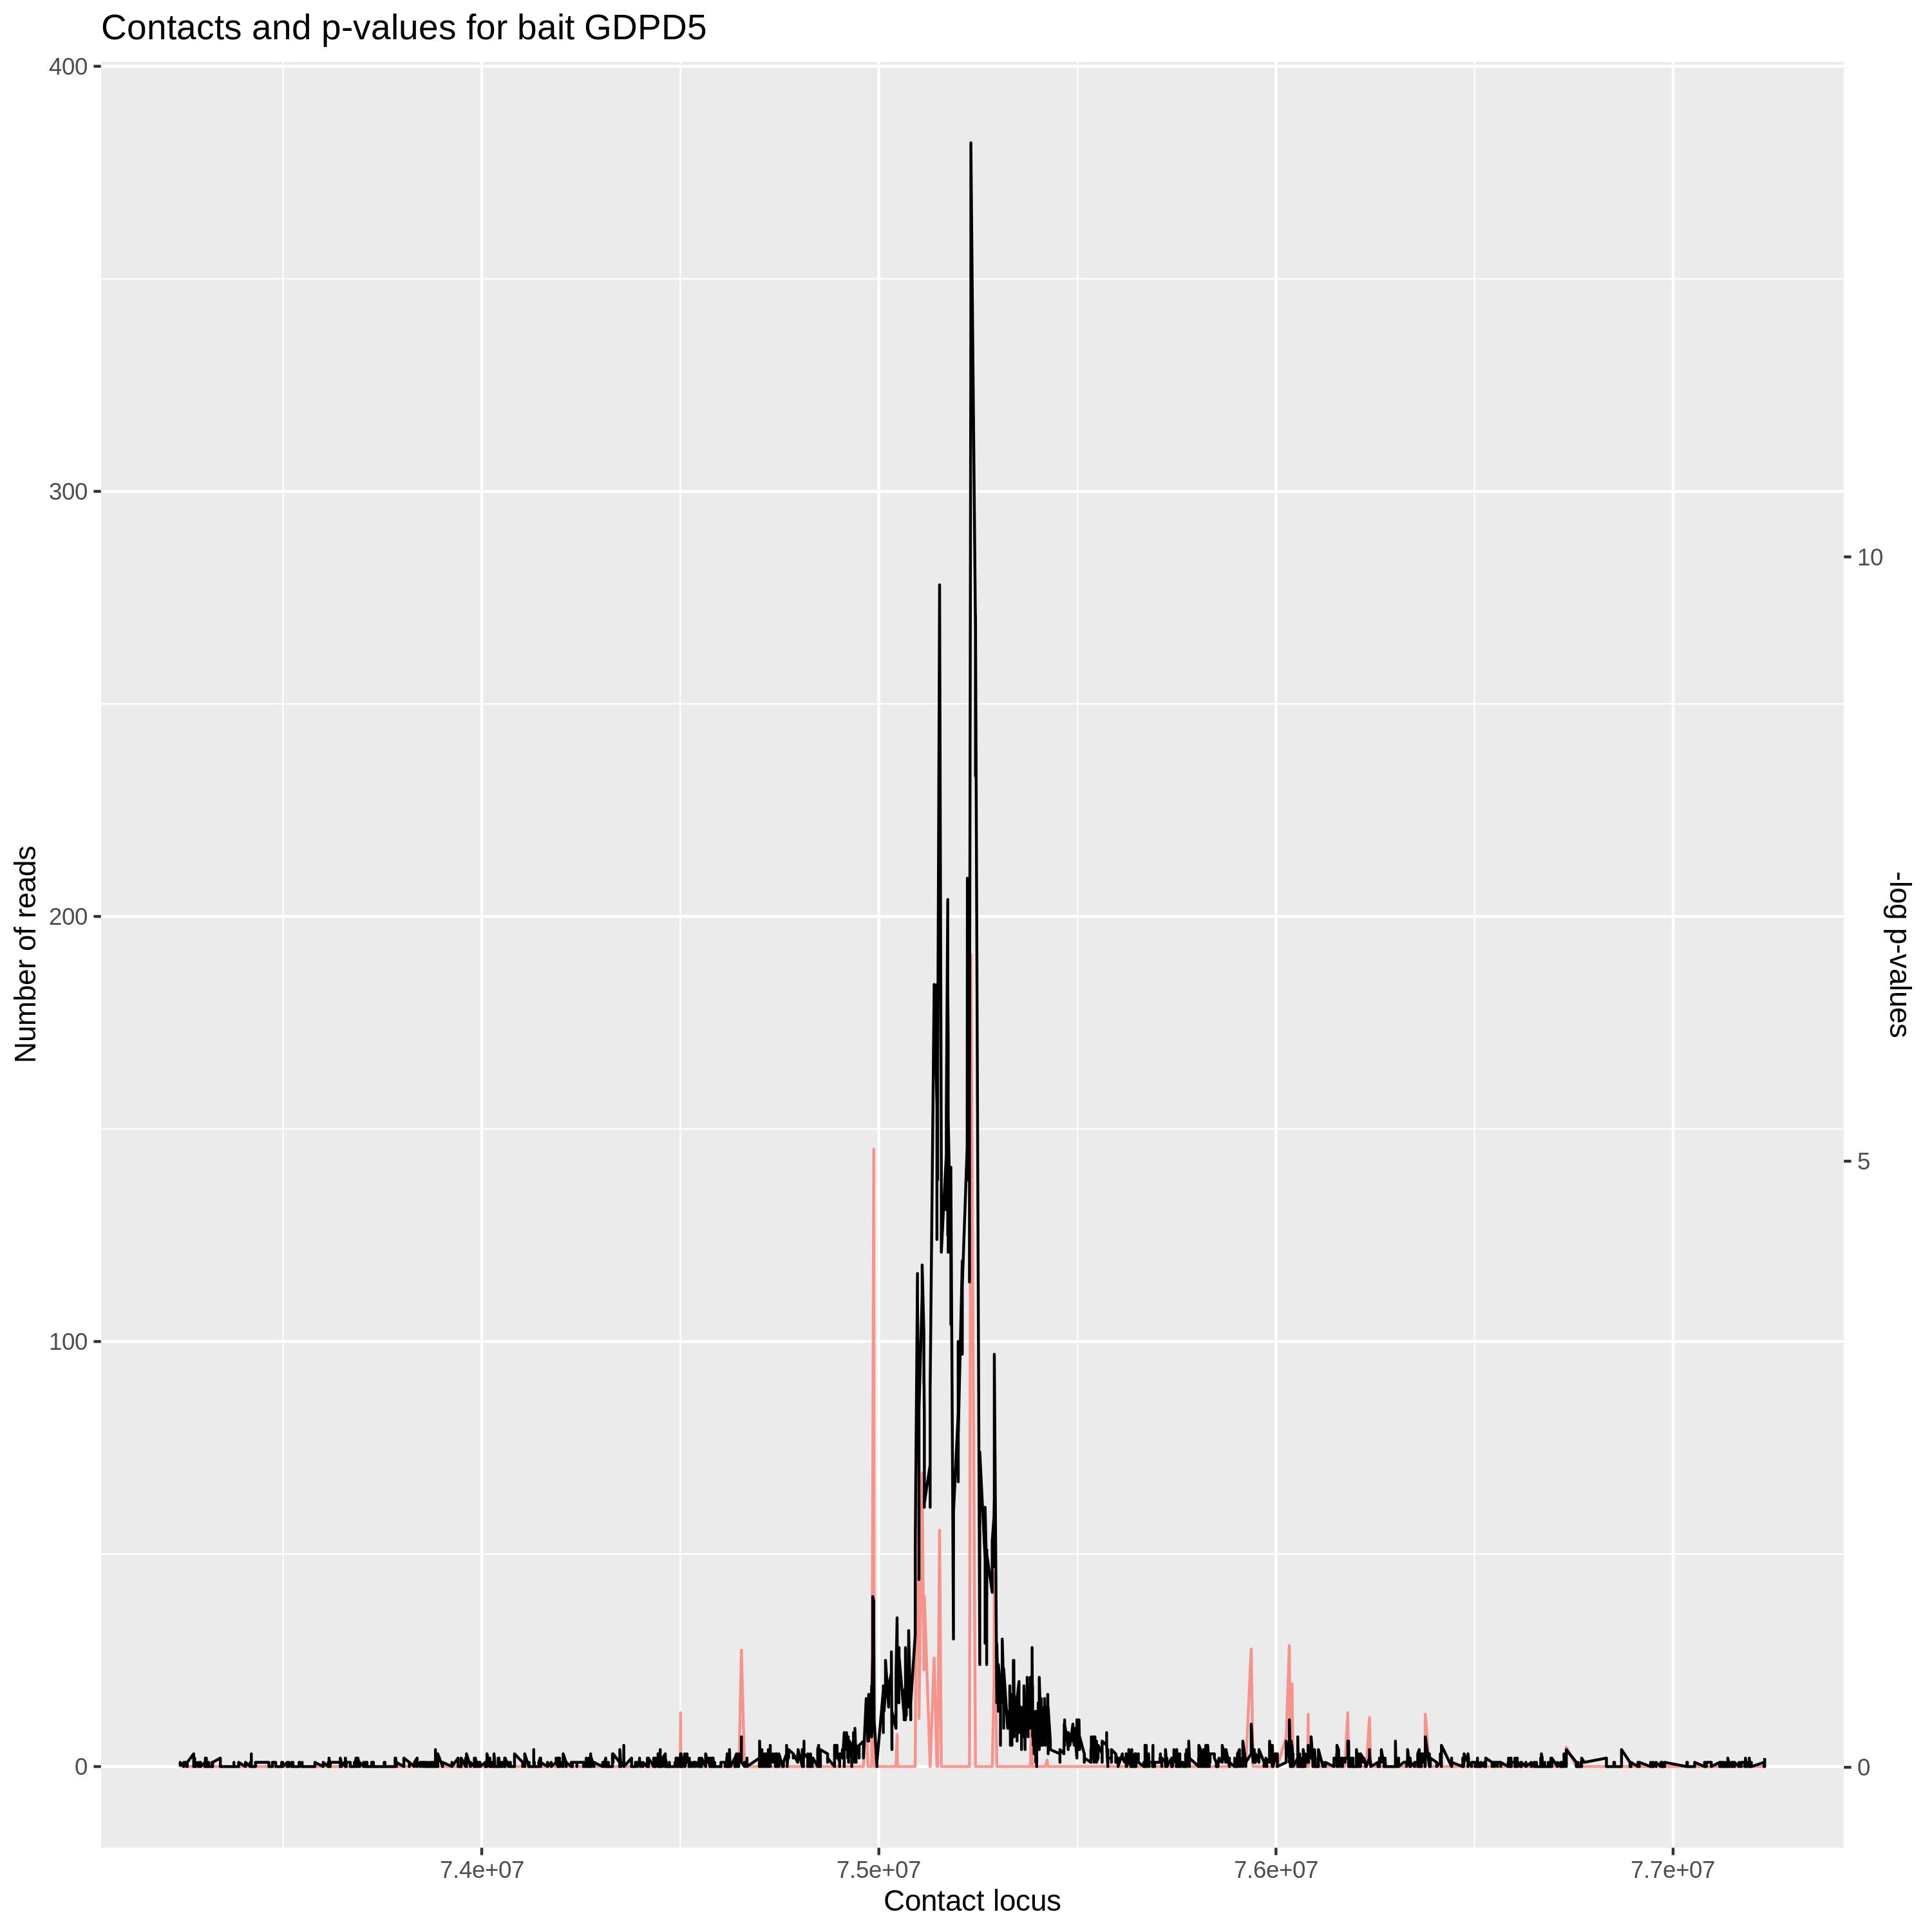 Contacts and p-values for bait GDPD5
400
300
200
100
0
Number of reads
10
5
0
-log p-values
7.4e+07
7.5e+07
7.6e+07
7.7e+07
Contact locus